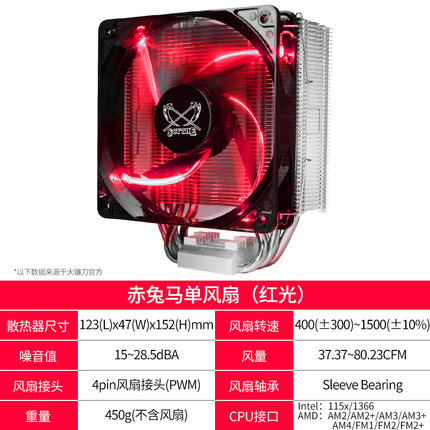 SCYTHE
*以下数据来源于大镰刀官方
赤兔马单风扇（红光）
散热器尺寸 123(L)x47(W)x152(H)mm 风扇转速 400(±300)~1500(±10%)
噪音值 15~28.5dBA 风量 37.37~80.23CFM
风扇接头 4pin风扇接头(PWM) 风扇轴承 Sleeve Bearing
重量 450g(不含风扇) CPU接口 Intel: 115x/1366
AMD: AM2/AM2+/AM3/AM3+
AM4/FM1/FM2/FM2+